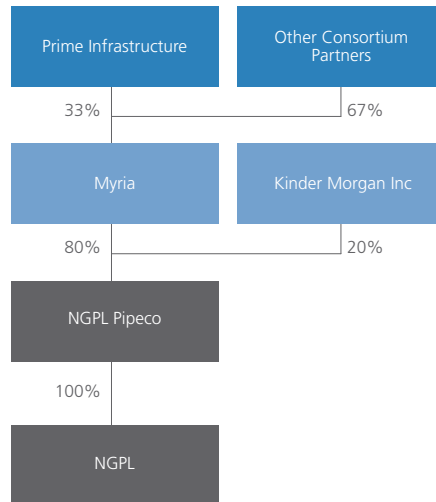 Prime Infrastructure
Other Consortium
Partners
33%
67%
Myria
Kinder Morgan Inc
80%
20%
NGPL Pipeco
100%
NGPL